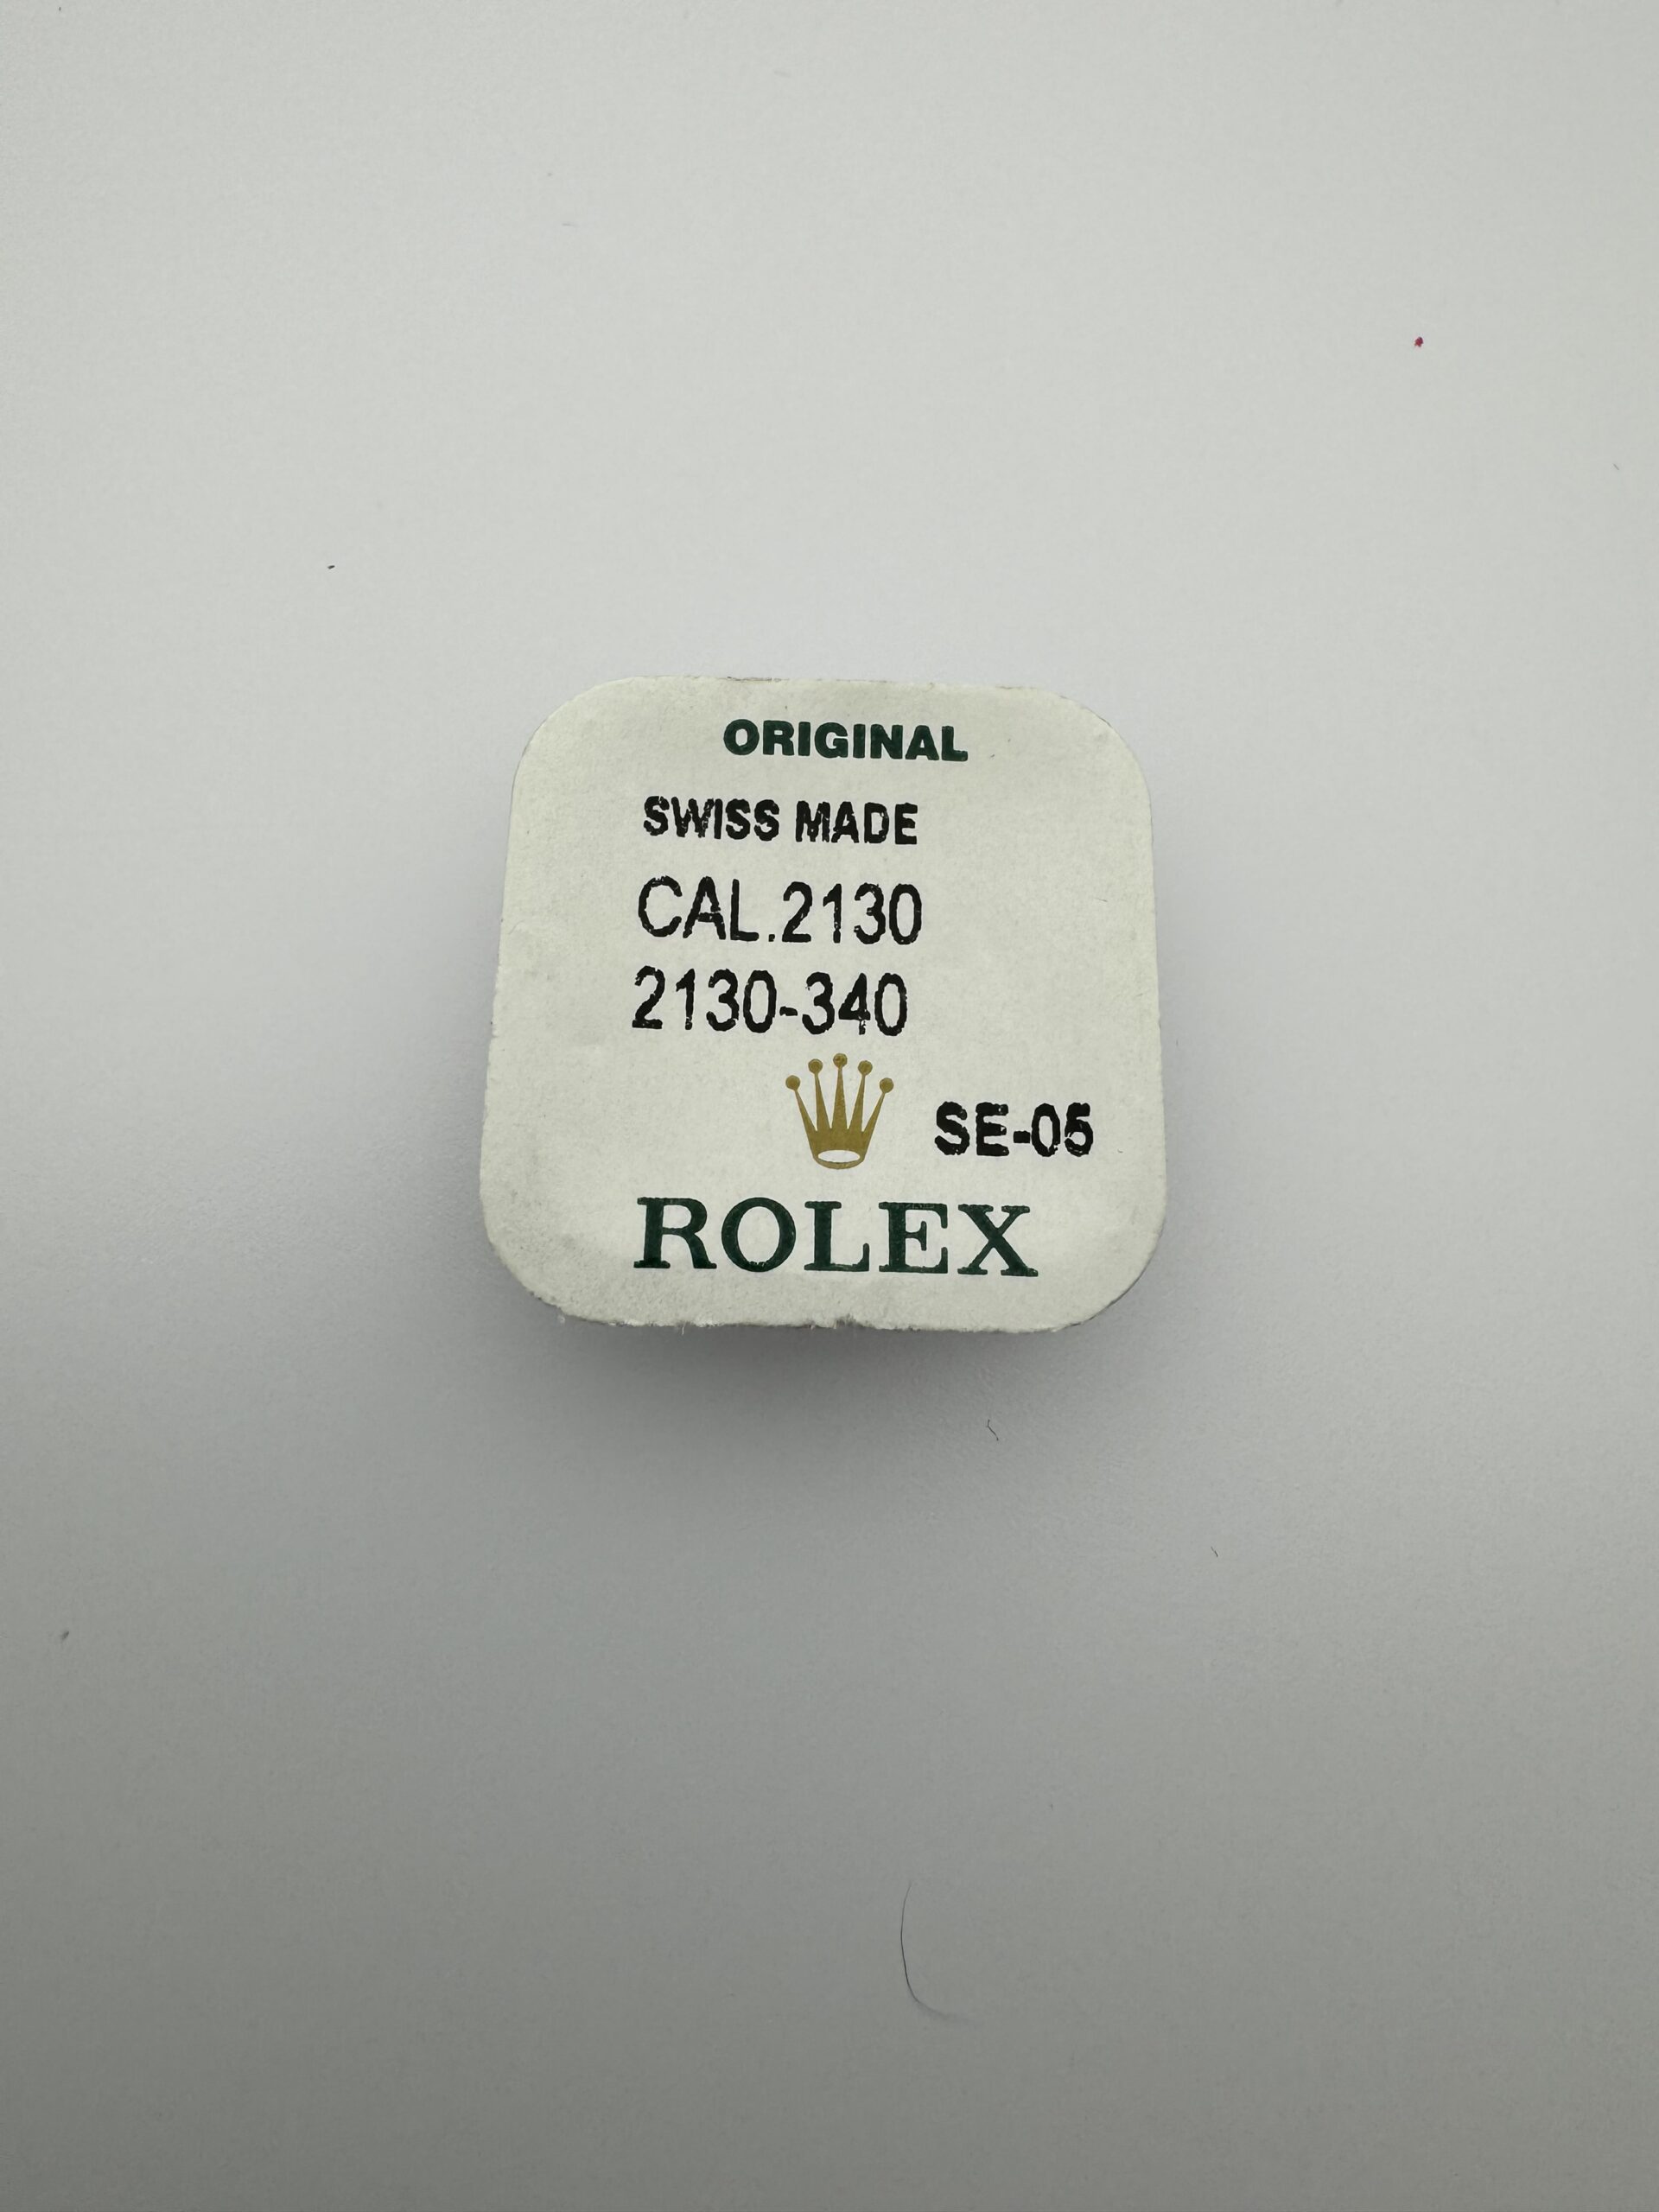 ORIGINAL
SWISS MADE
CAL.2130
2130-340
SE-05
ROLEX